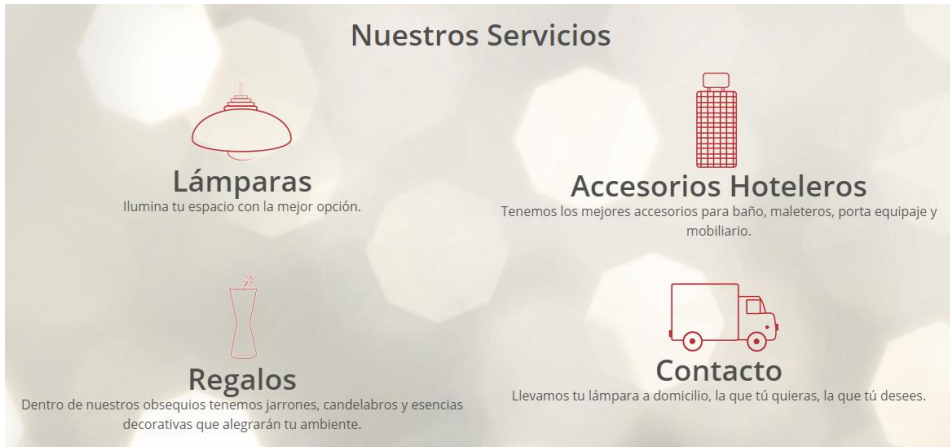 Nuestros Servicios
Lámparas
Ilumina tu espacio con la mejor opción.
Accesorios Hoteleros
Tenemos los mejores accesorios para baño, maleteros, porta equipaje y
mobiliario.
Regalos
Dentro de nuestros obsequios tenemos jarrones, candelabros y esencias
decorativas que alegrarán tu ambiente.
Contacto
Llevamos tu lámpara a domicilio, la que tú quieras, la que tú desees.